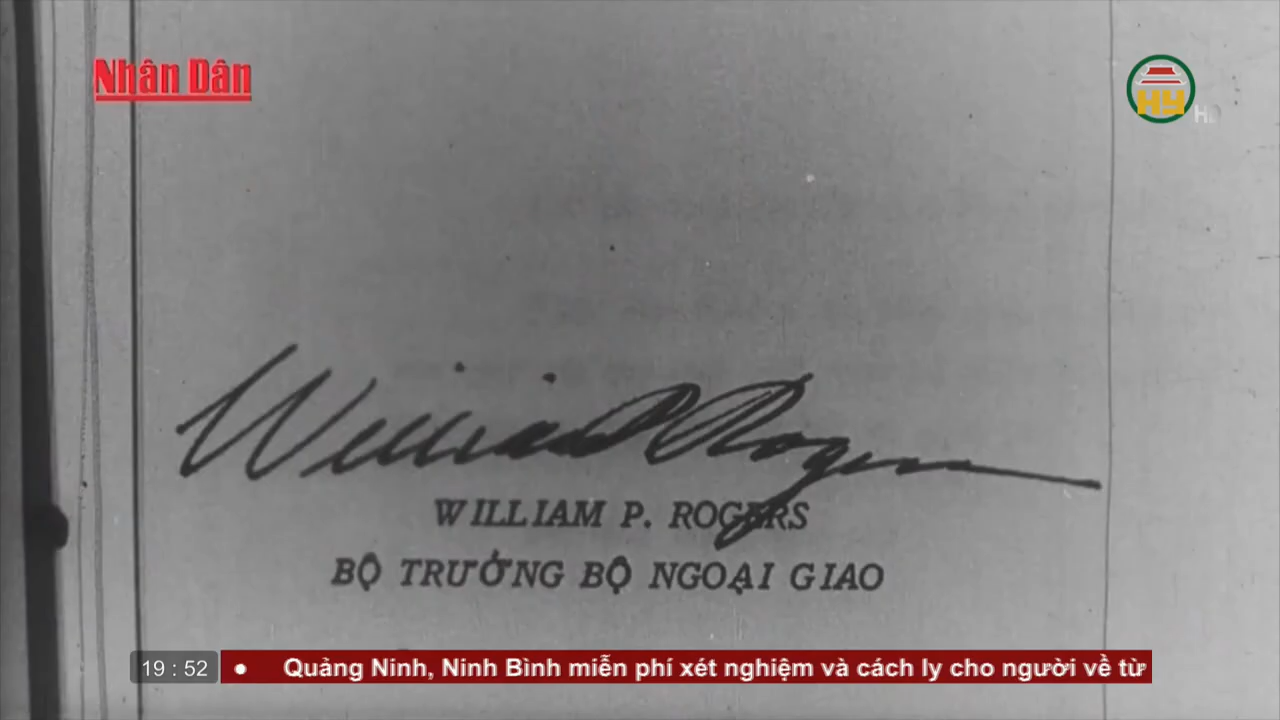 Nhân Dân
HY
William P Rogers
WILLIAM P. ROGERS
BỘ TRƯỞNG BỘ NGOẠI GIAO
19 : 52
Quảng Ninh, Ninh Bình miễn phí xét nghiệm và cách ly cho người về từ